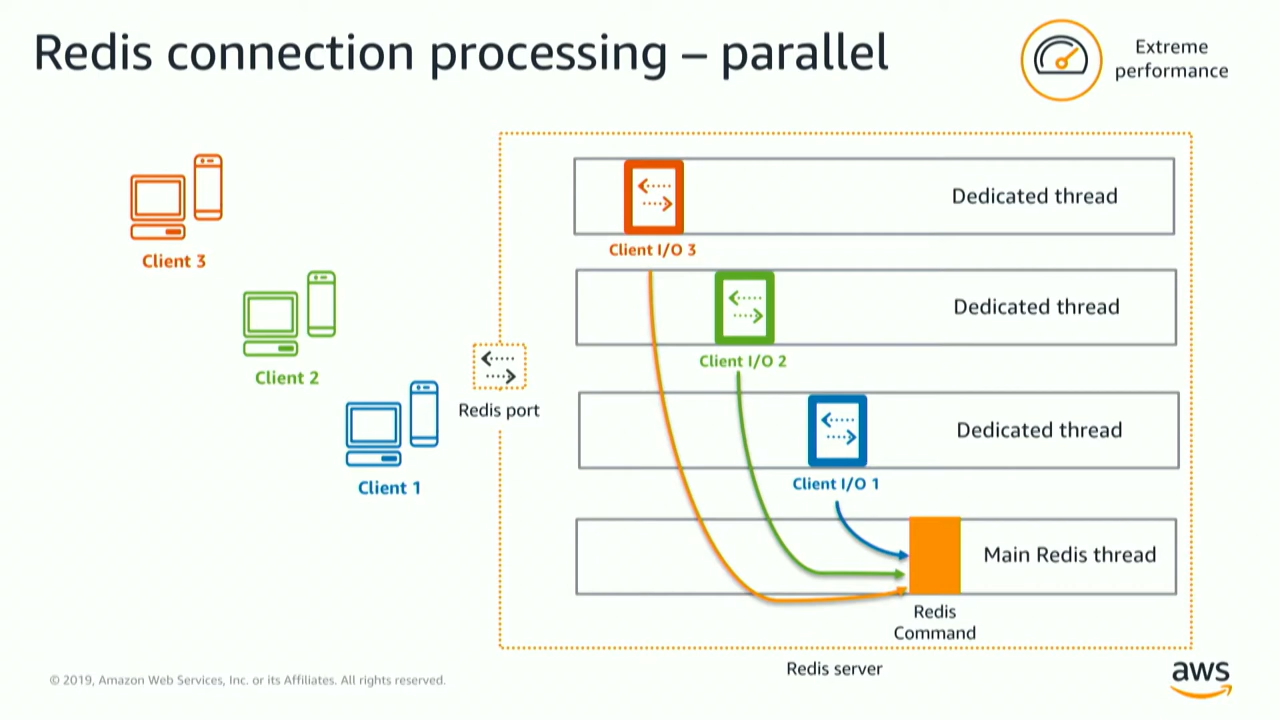 Redis connection processing – parallel
Extreme
performance
Client 3
Client 2
Client 1
Redis port
Dedicated thread
Client I/O 3
Dedicated thread
Client I/O 2
Dedicated thread
Client I/O 1
Main Redis thread
Redis
Command
Redis server
© 2019, Amazon Web Services, Inc. or its Affiliates. All rights reserved.
aws